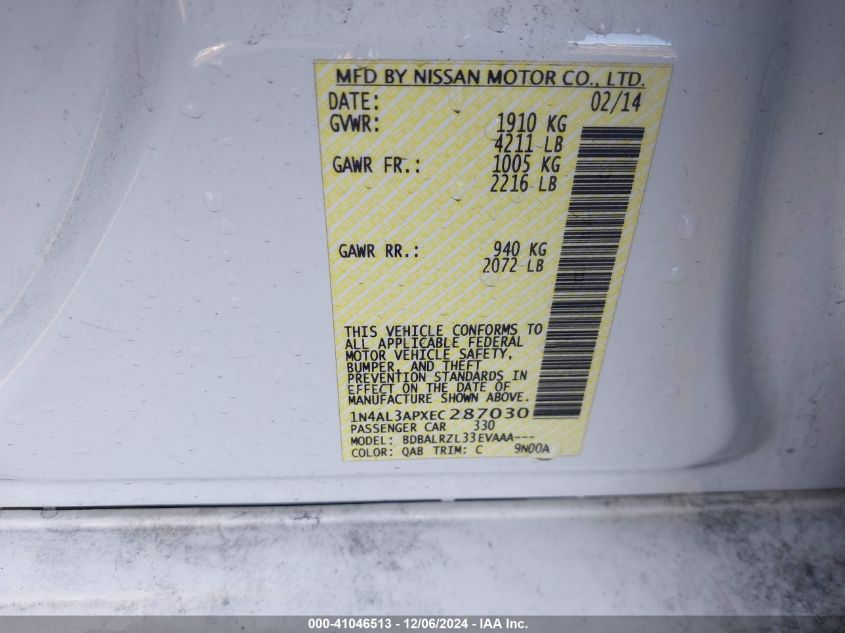 MFD BY NISSAN MOTOR CO., LTD.
DATE: 02/14
GVWR: 1910 KG
4211 LB
GAWR FR.: 1005 KG
2216 LB
GAWR RR.: 940 KG
2072 LB
THIS VEHICLE CONFORMS TO
ALL APPLICABLE FEDERAL
MOTOR VEHICLE SAFETY,
BUMPER, AND THEFT
PREVENTION STANDARDS IN
EFFECT ON THE DATE OF
MANUFACTURE SHOWN ABOVE.
1N4AL3APXEC287030
PASSENGER CAR 330
MODEL: BDBALRZL33EVAAA---
COLOR: QAB TRIM: C 9N00A
000-41046513 - 12/06/2024 - IAA Inc.